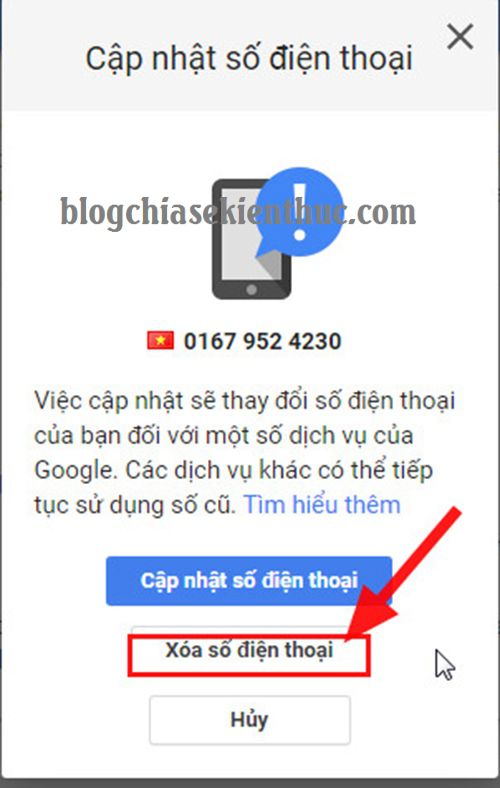 Cập nhật số điện thoại
blogchiasekienthuc.com
0167 952 4230
Việc cập nhật sẽ thay đổi số điện thoại
của bạn đối với một số dịch vụ của
Google. Các dịch vụ khác có thể tiếp
tục sử dụng số cũ. Tìm hiểu thêm
Cập nhật số điện thoại
Xóa số điện thoại
Hủy